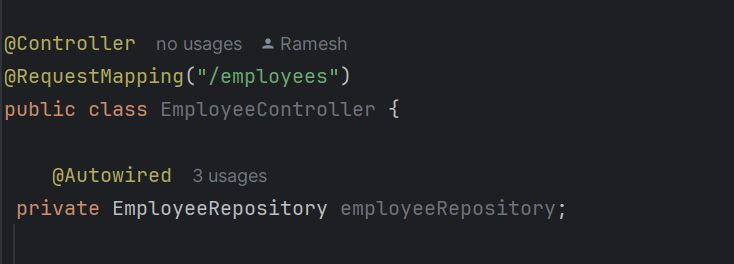 @Controller no usages Ramesh
@RequestMapping("/employees")
public class EmployeeController {
@Autowired 3 usages
private EmployeeRepository employeeRepository;